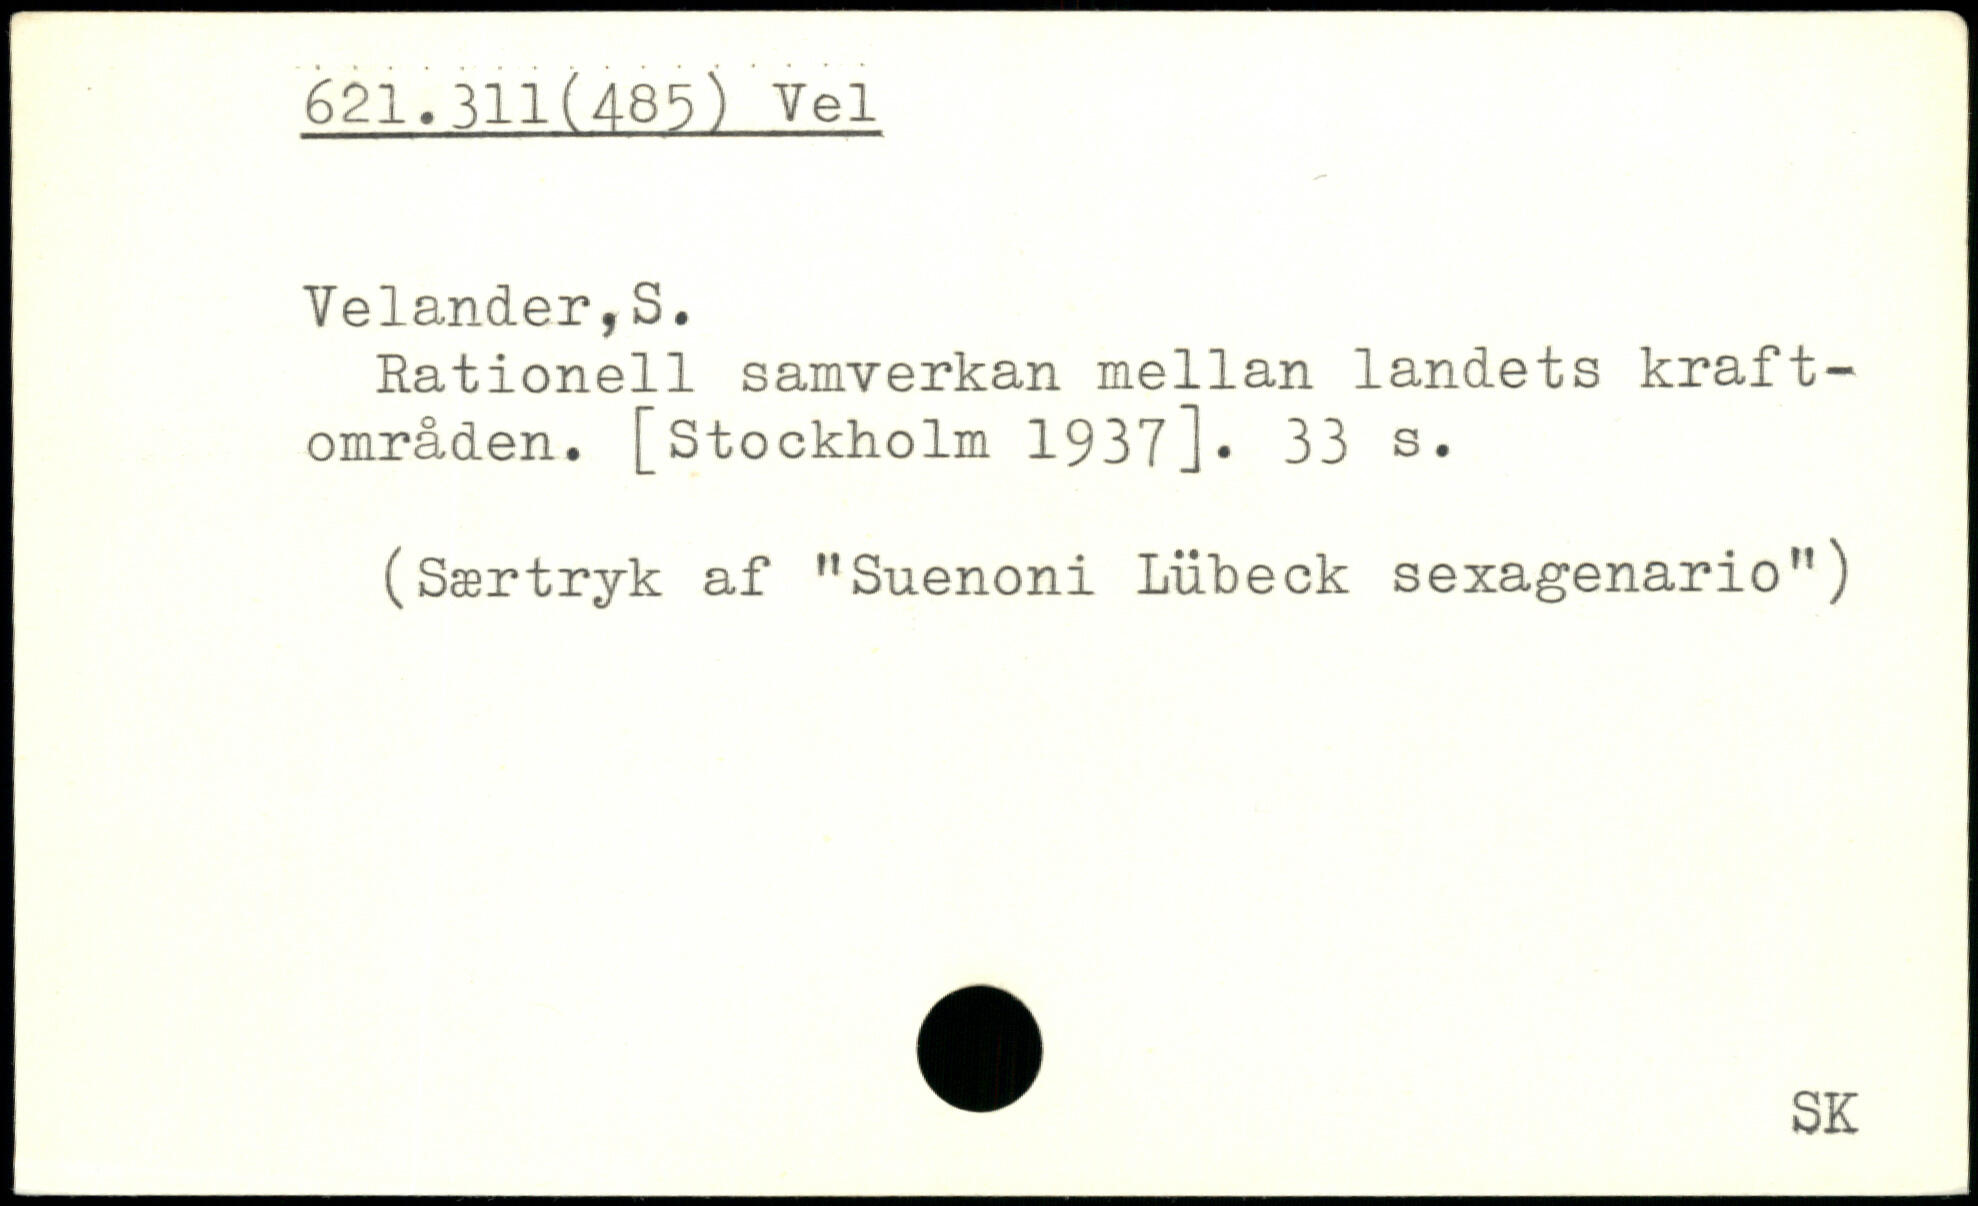 621.311(485) Vel
Velander,S.
Rationell samverkan mellan landets kraft-
områden. [Stockholm 1937]. 33 s.
(Særtryk af "Suenoni Lübeck sexagenario")
SK